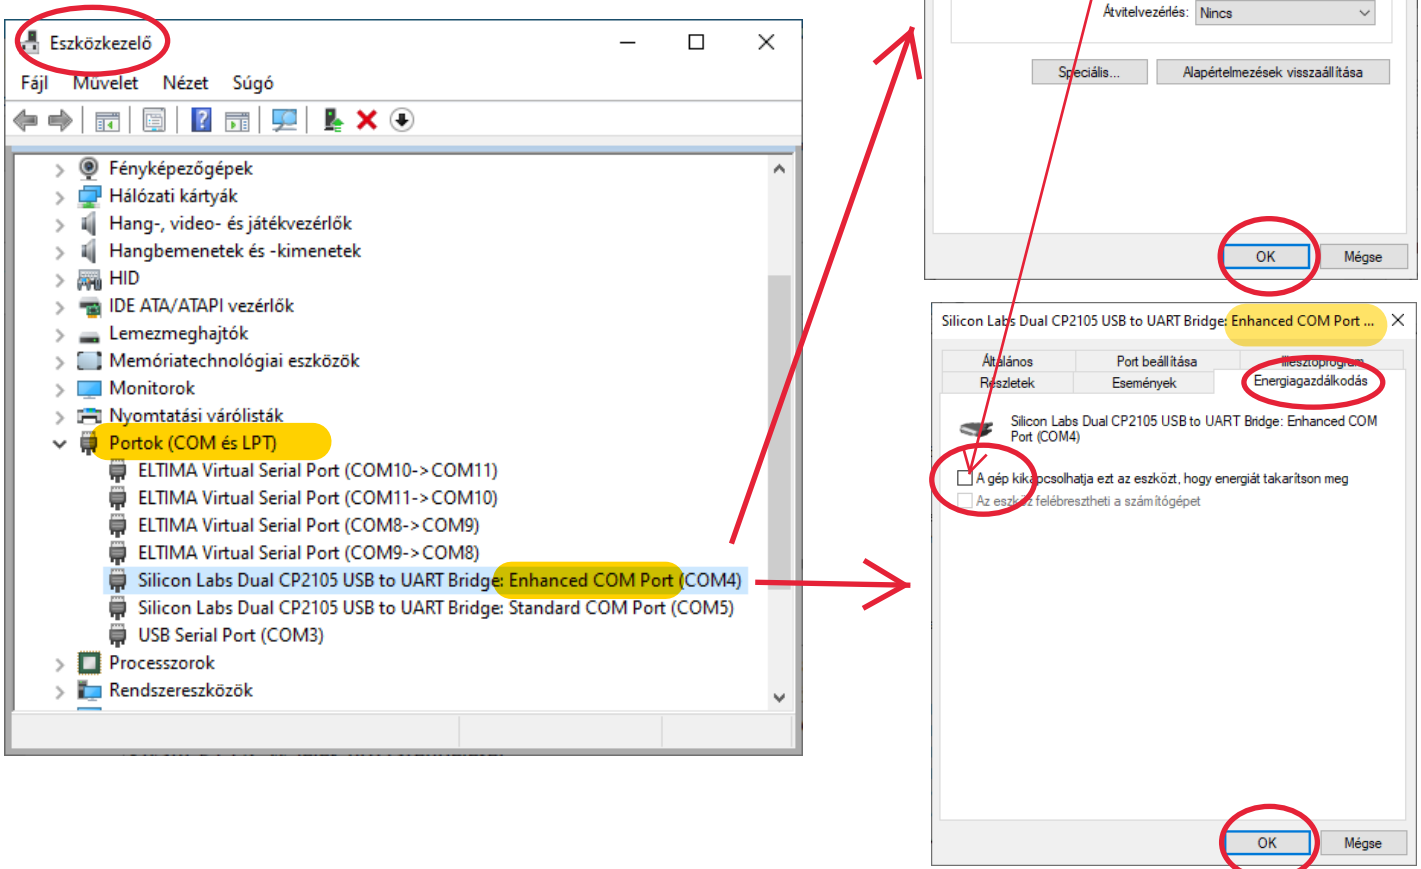 Eszközkezelő
Fájl Művelet Nézet Súgó
Fényképezőgépek
Hálózati kártyák
Hang-, video- és játékvezérlők
Hangbemenetek és -kimenetek
HID
IDE ATA/ATAPI vezérlők
Lemezmeghajtók
Memóriatechnológiai eszközök
Monitorok
Nyomtatási várólisták
Portok (COM és LPT)
ELTIMA Virtual Serial Port (COM10->COM11)
ELTIMA Virtual Serial Port (COM11->COM10)
ELTIMA Virtual Serial Port (COM8->COM9)
ELTIMA Virtual Serial Port (COM9->COM8)
Silicon Labs Dual CP2105 USB to UART Bridge: Enhanced COM Port (COM4)
Silicon Labs Dual CP2105 USB to UART Bridge: Standard COM Port (COM5)
USB Serial Port (COM3)
Processzorok
Rendszereszközök
Átvitelvezérlés: Nincs
Speciális... Alapértelmezések visszaállítása
OK Mégse
Silicon Labs Dual CP2105 USB to UART Bridge: Enhanced COM Port ...
Általános Port beállítása Illesztőprogram
Részletek Események Energiagazdálkodás
Silicon Labs Dual CP2105 USB to UART Bridge: Enhanced COM
Port (COM4)
A gép kikapcsolhatja ezt az eszközt, hogy energiát takarítson meg
Az eszköz felébresztheti a számítógépet
OK Mégse